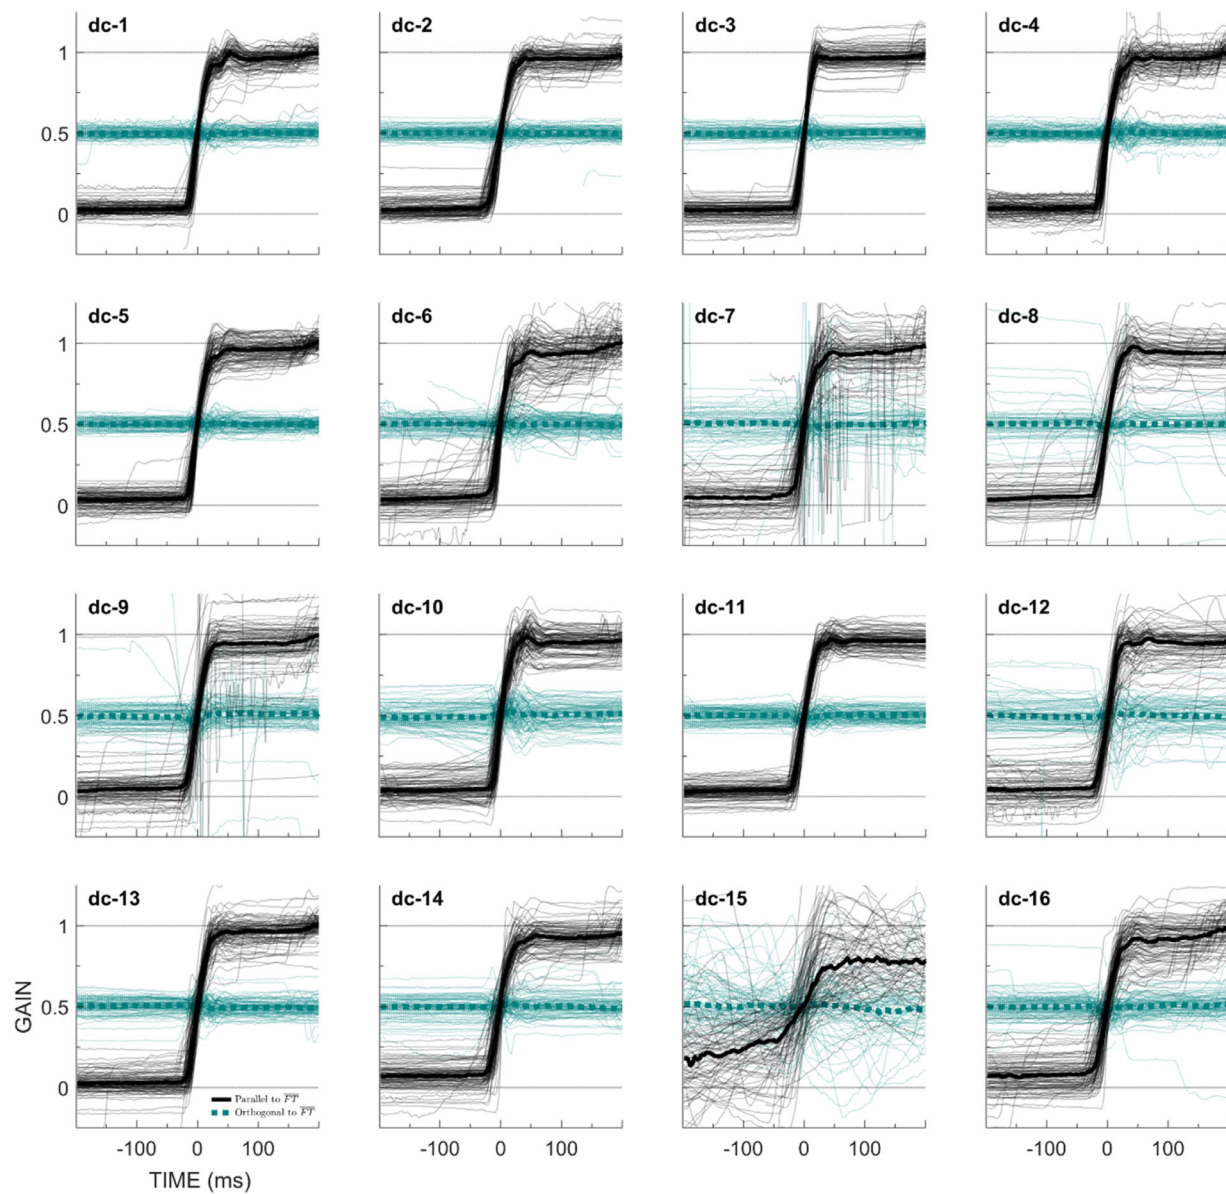 dc-1
dc-2
dc-3
dc-4
1
0.5
0
dc-5
dc-6
dc-7
dc-8
1
0.5
0
dc-9
dc-10
dc-11
dc-12
1
0.5
0
dc-13
dc-14
dc-15
dc-16
1
0.5
0
GAIN
Parallel to FT
Orthogonal to FT
-100 0 100
-100 0 100
-100 0 100
-100 0 100
TIME (ms)